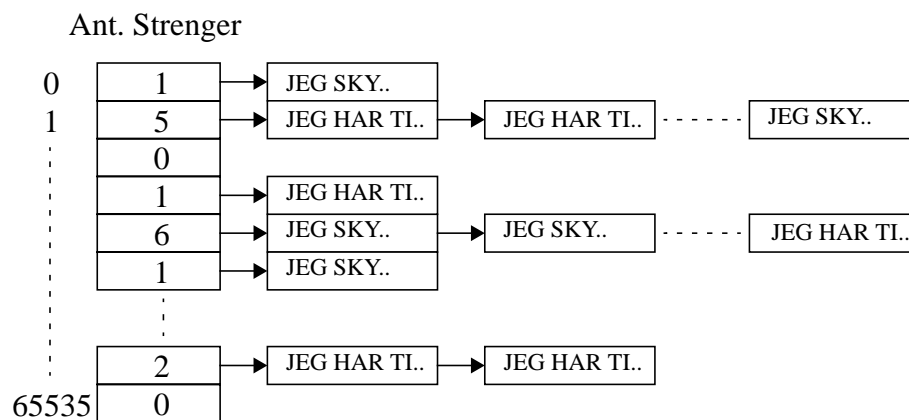 Ant. Strenger
0 1 JEG SKY..
1 5 JEG HAR TI.. JEG HAR TI.. JEG SKY..
0
1 JEG HAR TI..
6 JEG SKY.. JEG SKY.. JEG HAR TI..
1 JEG SKY..
2 JEG HAR TI.. JEG HAR TI..
65535 0